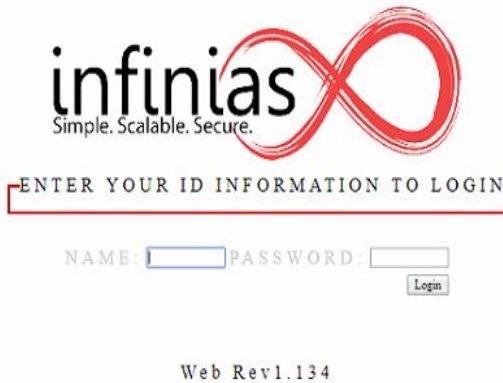 infinias
Simple. Scalable. Secure.
ENTER YOUR ID INFORMATION TO LOGIN
NAME: PASSWORD:
Login
Web Rev1.134